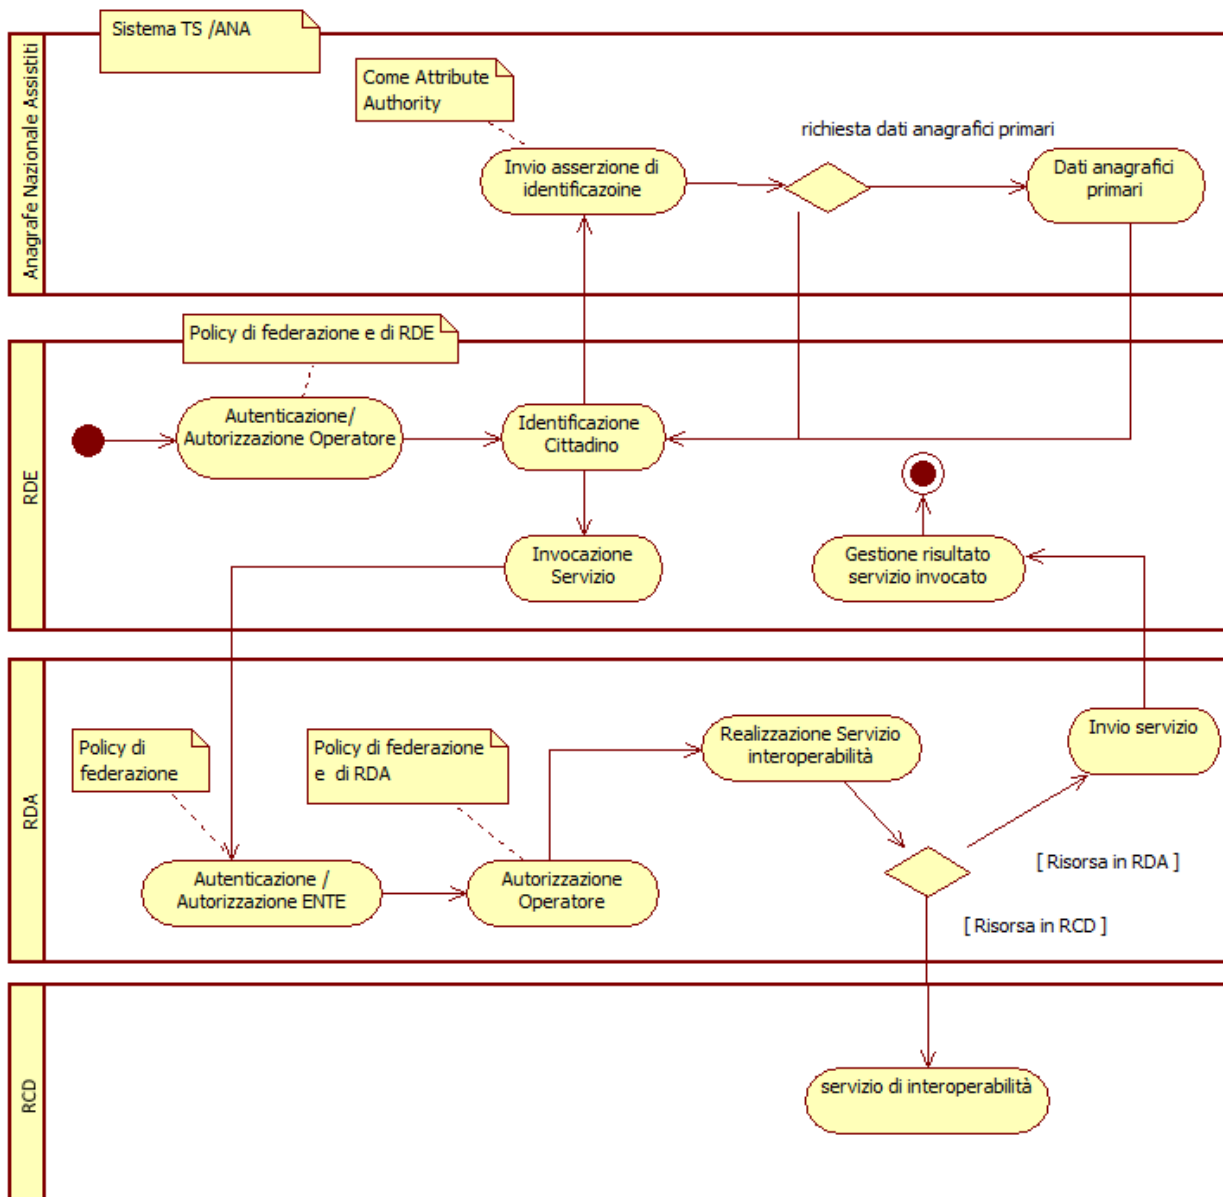 Sistema TS /ANA
Anagrafe Nazionale Assistiti
Come Attribute
Authority
richiesta dati anagrafici primari
Invio asserzione di
identificazoine
Dati anagrafici
primari
RDE
Policy di federazione e di RDE
Autenticazione/
Autorizzazione Operatore
Identificazione
Cittadino
Invocazione
Servizio
Gestione risultato
servizio invocato
RDA
Policy di
federazione
Policy di federazione
e  di RDA
Realizzazione Servizio
interoperabilità
Invio servizio
Autenticazione /
Autorizzazione ENTE
Autorizzazione
Operatore
[ Risorsa in RDA ]
[ Risorsa in RCD ]
RCD
servizio di interoperabilità